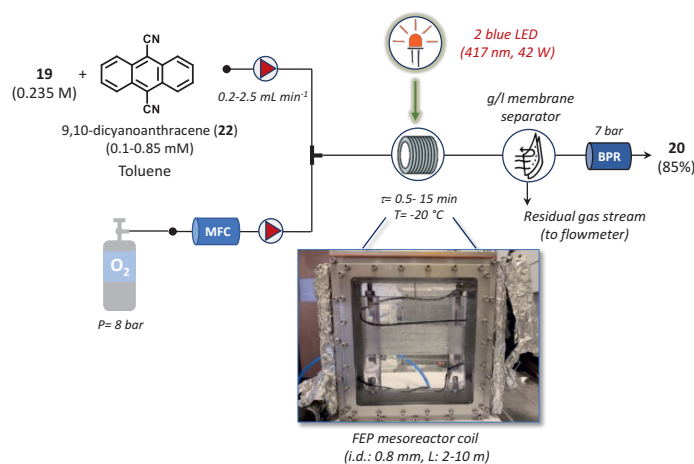 2 blue LED
(417 nm, 42 W)
CN
19 +
(0.235 M)
CN
0.2-2.5 mL min⁻¹
9,10-dicyanoanthracene (22)
(0.1-0.85 mM)
Toluene
g/l membrane
separator
7 bar
BPR
20
(85%)
τ= 0.5- 15 min
T= -20 °C
Residual gas stream
(to flowmeter)
MFC
O₂
P= 8 bar
FEP mesoreactor coil
(i.d.: 0.8 mm, L: 2-10 m)